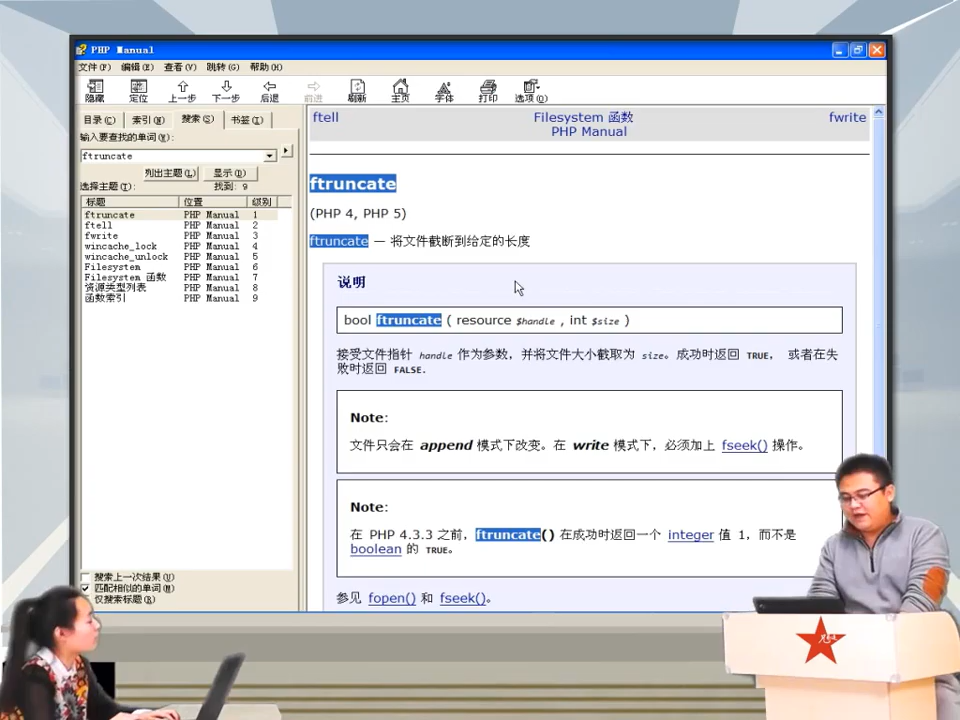 PHP Manual
文件(F) 编辑(E) 查看(V) 跳转(G) 帮助(H)
隐藏 定位 上一步 下一步 后退 前进 刷新 主页 字体 打印 选项(O)
目录(C) 索引(N) 搜索(S) 书签(I)
输入要查找的单词(W):
ftruncate
列出主题(L) 显示(D)
选择主题(T): 找到: 9
标题 位置 级别
ftruncate PHP Manual 1
ftell PHP Manual 2
fwrite PHP Manual 3
wincache_lock PHP Manual 4
wincache_unlock PHP Manual 5
Filesystem PHP Manual 6
Filesystem 函数 PHP Manual 7
资源类型列表 PHP Manual 8
函数索引 PHP Manual 9
搜索上一次结果(U)
匹配相似的单词(M)
仅搜索标题(R)
ftell Filesystem 函数 fwrite
PHP Manual
ftruncate
(PHP 4, PHP 5)
ftruncate — 将文件截断到给定的长度
说明
bool ftruncate ( resource $handle , int $size )
接受文件指针 handle 作为参数，并将文件大小截取为 size。成功时返回 TRUE， 或者在失
败时返回 FALSE.
Note:
文件只会在 append 模式下改变。在 write 模式下，必须加上 fseek() 操作。
Note:
在 PHP 4.3.3 之前，ftruncate() 在成功时返回一个 integer 值 1，而不是
boolean 的 TRUE。
参见 fopen() 和 fseek()。